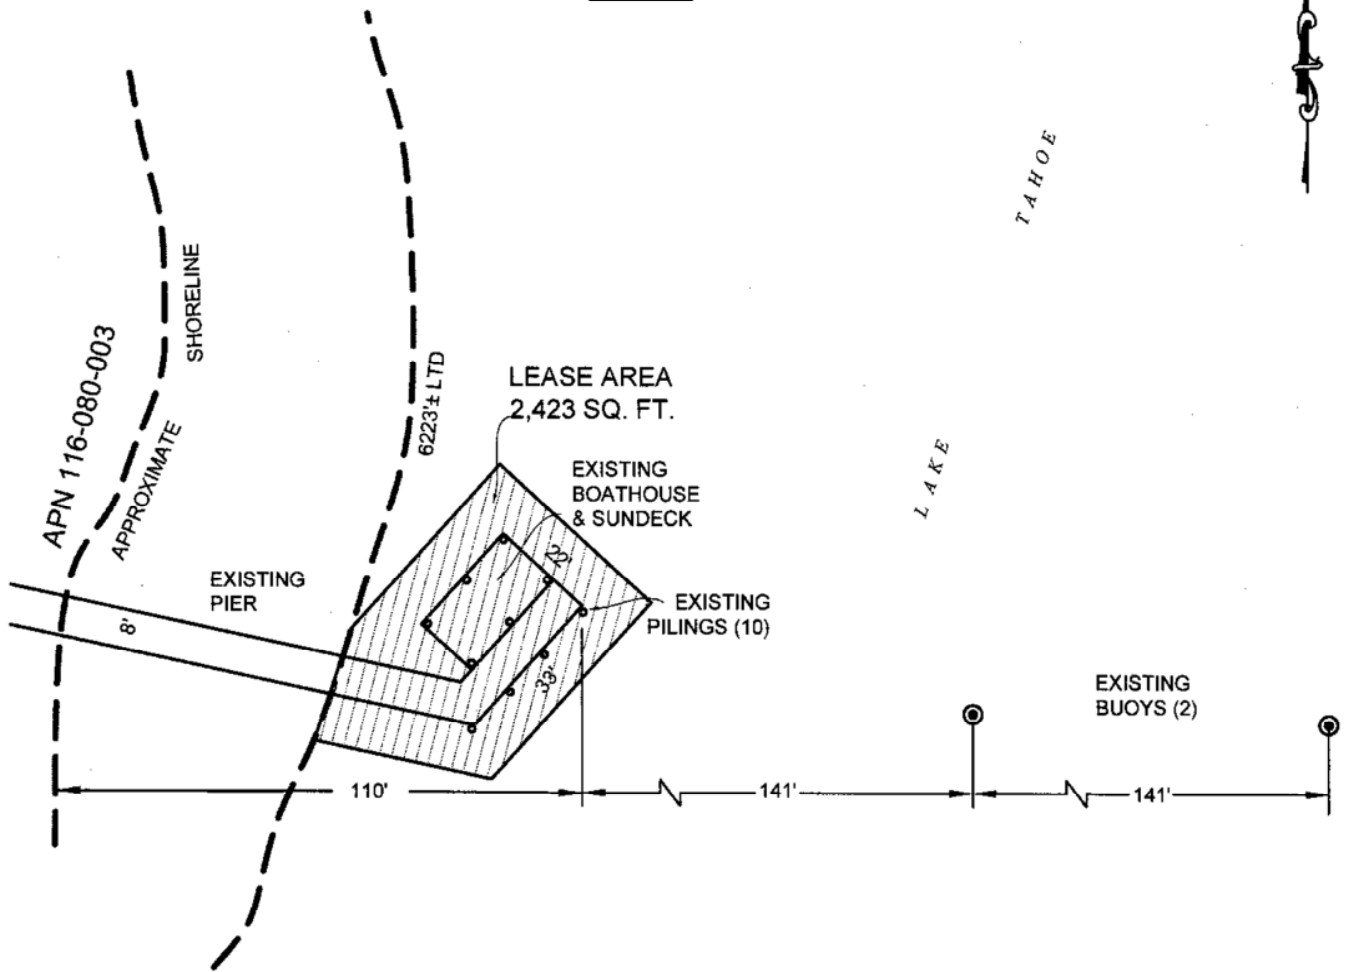 TAHOE
SHORELINE
APN 116-080-003
6223'± LTD
LEASE AREA
2,423 SQ. FT.
APPROXIMATE
EXISTING
BOATHOUSE
& SUNDECK
LAKE
22'
EXISTING
PIER
8'
EXISTING
PILINGS (10)
33'
EXISTING
BUOYS (2)
110'
141'
141'